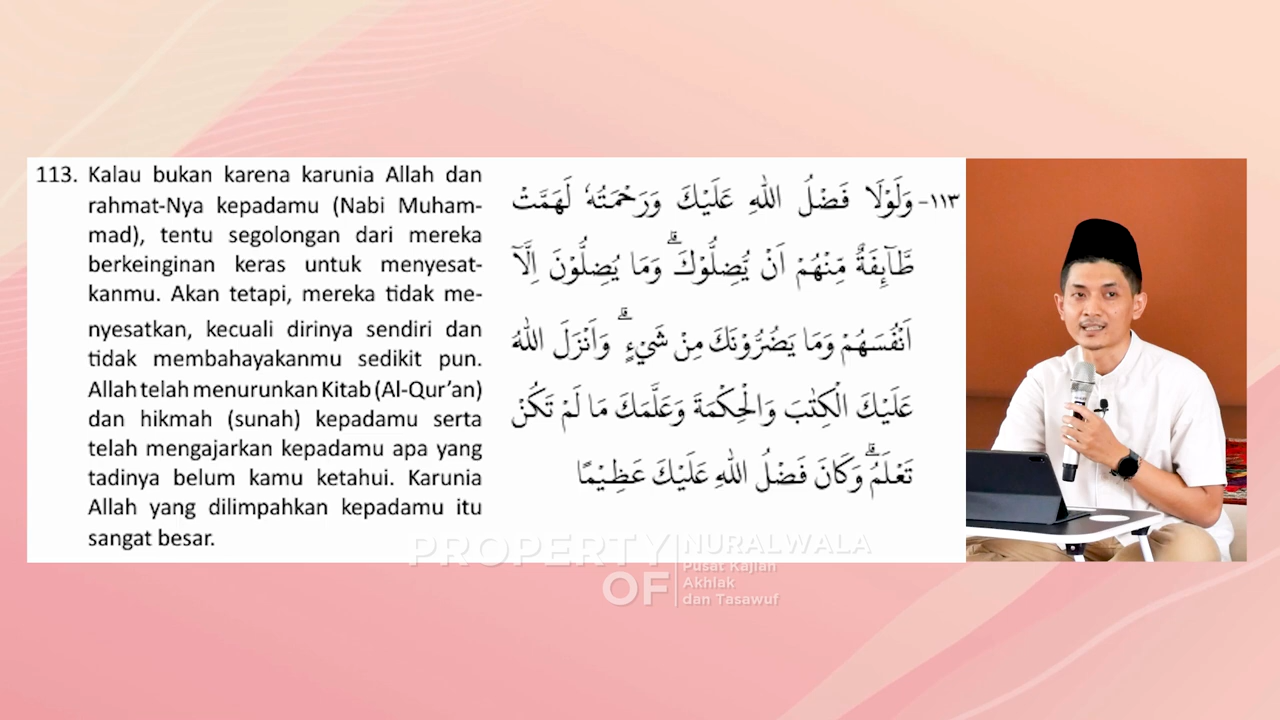 113. Kalau bukan karena karunia Allah dan
rahmat-Nya kepadamu (Nabi Muham-
mad), tentu segolongan dari mereka
berkeinginan keras untuk menyesat-
kanmu. Akan tetapi, mereka tidak me-
nyesatkan, kecuali dirinya sendiri dan
tidak membahayakanmu sedikit pun.
Allah telah menurunkan Kitab (Al-Qur’an)
dan hikmah (sunah) kepadamu serta
telah mengajarkan kepadamu apa yang
tadinya belum kamu ketahui. Karunia
Allah yang dilimpahkan kepadamu itu
sangat besar.
١١٣- وَلَوْلَا فَضْلُ اللّٰهِ عَلَيْكَ وَرَحْمَتُهٗ لَهَمَّتْ
طَّاۤىِٕفَةٌ مِّنْهُمْ اَنْ يُّضِلُّوْكَۗ وَمَا يُضِلُّوْنَ اِلَّآ
اَنْفُسَهُمْ وَمَا يَضُرُّوْنَكَ مِنْ شَيْءٍۗ وَاَنْزَلَ اللّٰهُ
عَلَيْكَ الْكِتٰبَ وَالْحِكْمَةَ وَعَلَّمَكَ مَا لَمْ تَكُنْ
تَعْلَمُۗ وَكَانَ فَضْلُ اللّٰهِ عَلَيْكَ عَظِيْمًا
PROPERTY OF
NURALWALA
Pusat Kajian
Akhlak
dan Tasawuf